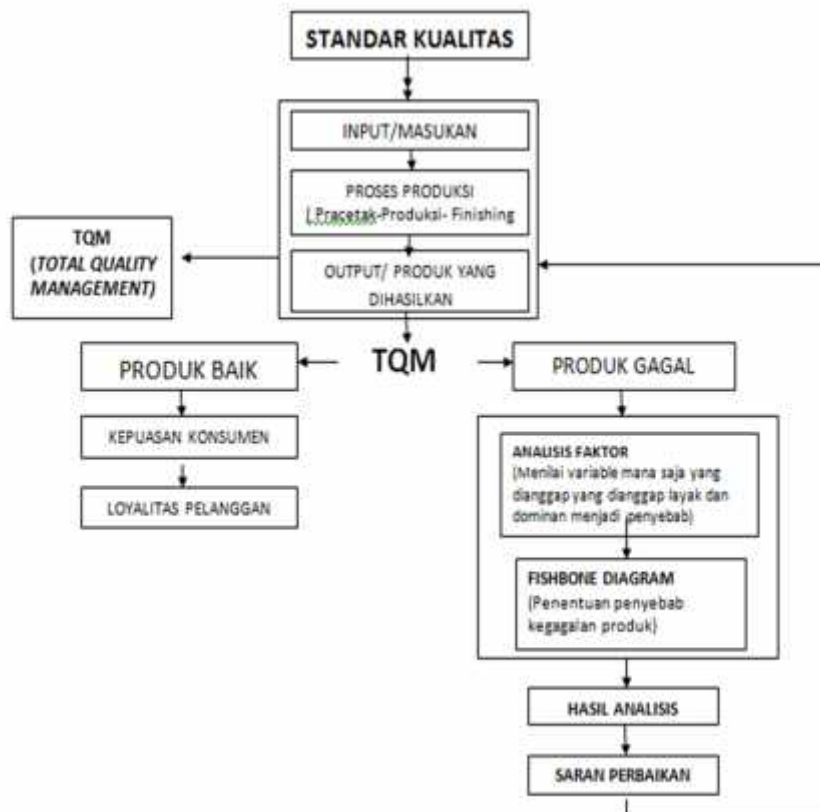 STANDAR KUALITAS
INPUT/MASUKAN
PROSES PRODUKSI
( Pracetak-Produksi- Finishing
OUTPUT/ PRODUK YANG
DIHASILKAN
TQM
(TOTAL QUALITY
MANAGEMENT)
TQM
PRODUK BAIK
KEPUASAN KONSUMEN
LOYALITAS PELANGGAN
PRODUK GAGAL
ANALISIS FAKTOR
(Menilai variable mana saja yang
dianggap yang dianggap layak dan
dominan menjadi penyebab)
FISHBONE DIAGRAM
(Penentuan penyebab
kegagalan produk)
HASIL ANALISIS
SARAN PERBAIKAN